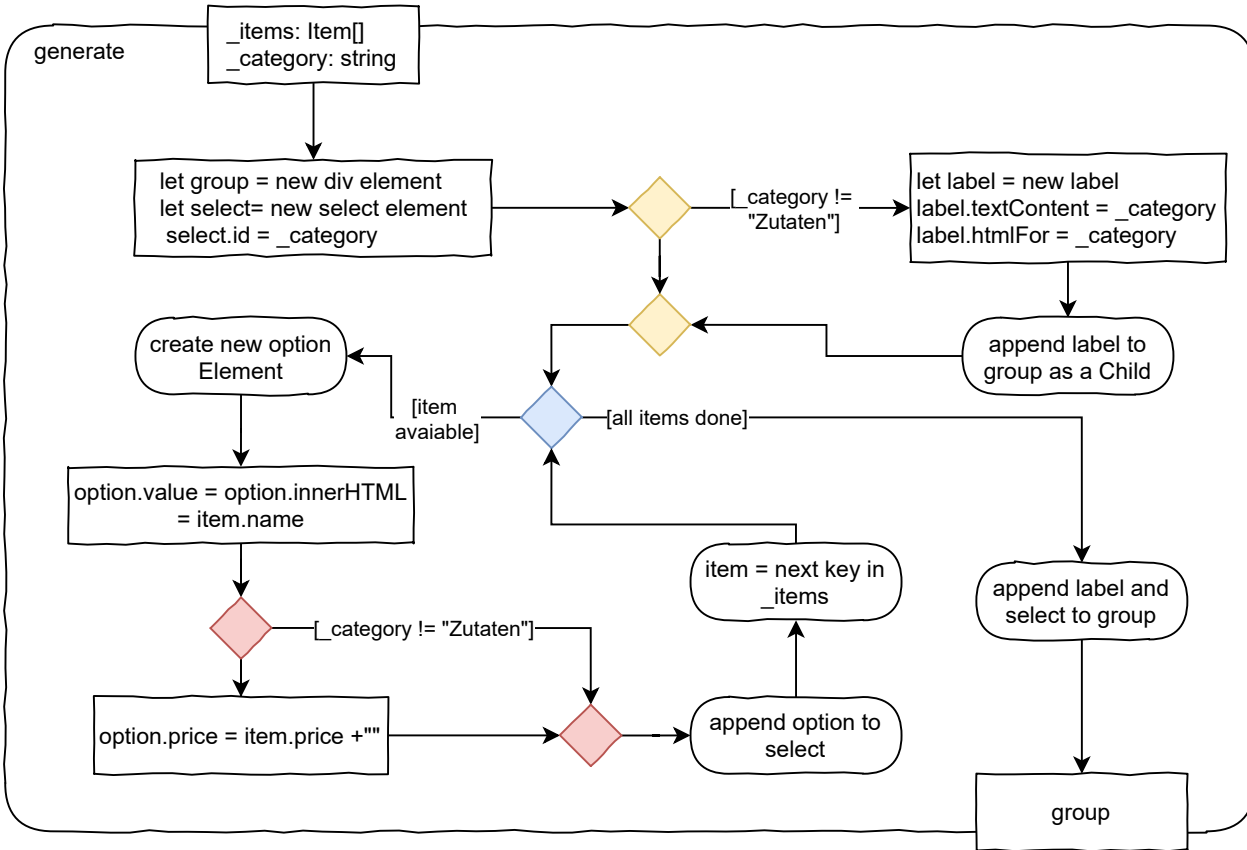 generate
_items: Item[]
_category: string
let group = new div element
let select= new select element
select.id = _category
[_category !=
"Zutaten"]
let label = new label
label.textContent = _category
label.htmlFor = _category
append label to
group as a Child
create new option
Element
[item
avaiable]
[all items done]
option.value = option.innerHTML
= item.name
[_category != "Zutaten"]
option.price = item.price +""
append option to
select
item = next key in
_items
append label and
select to group
group